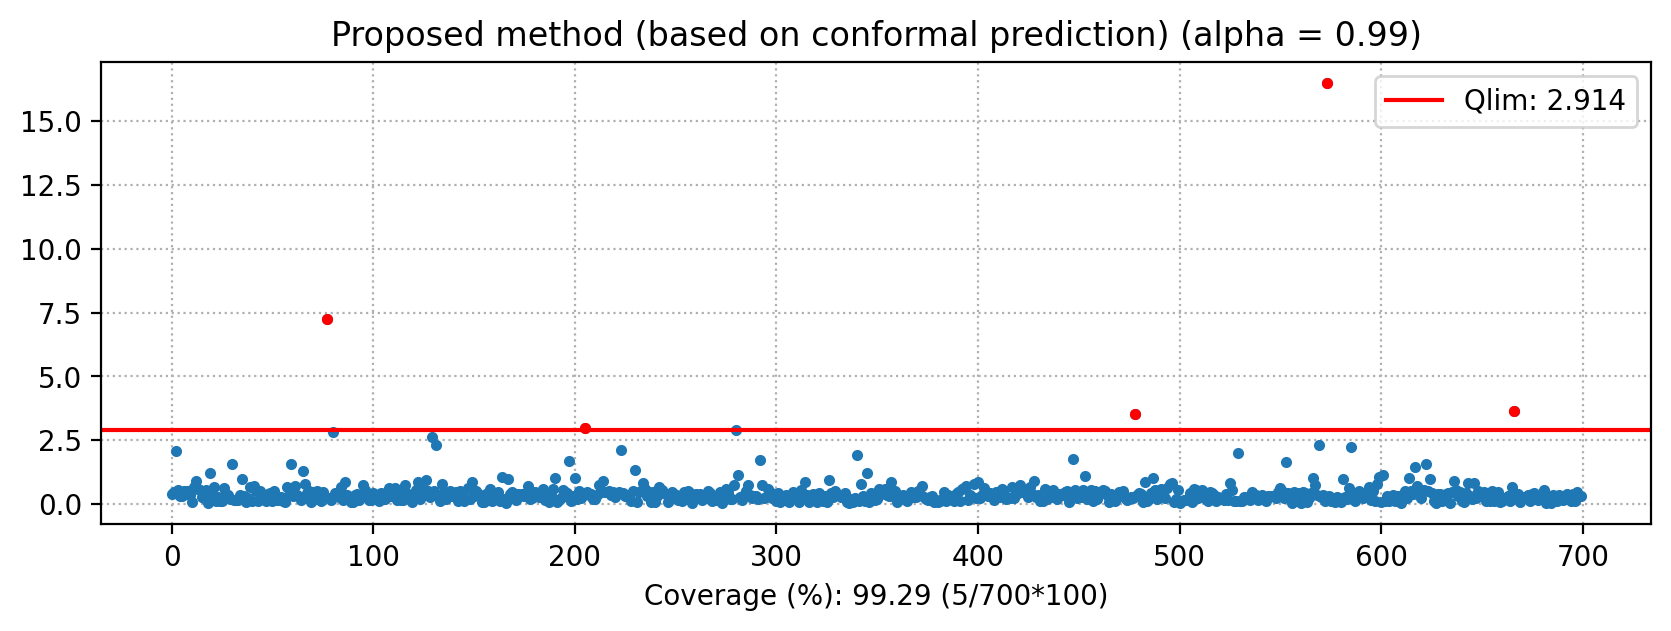 Proposed method (based on conformal prediction) (alpha = 0.99)
Qlim: 2.914
15.0
12.5
10.0
7.5
5.0
2.5
0.0
0 100 200 300 400 500 600 700
Coverage (%): 99.29 (5/700*100)